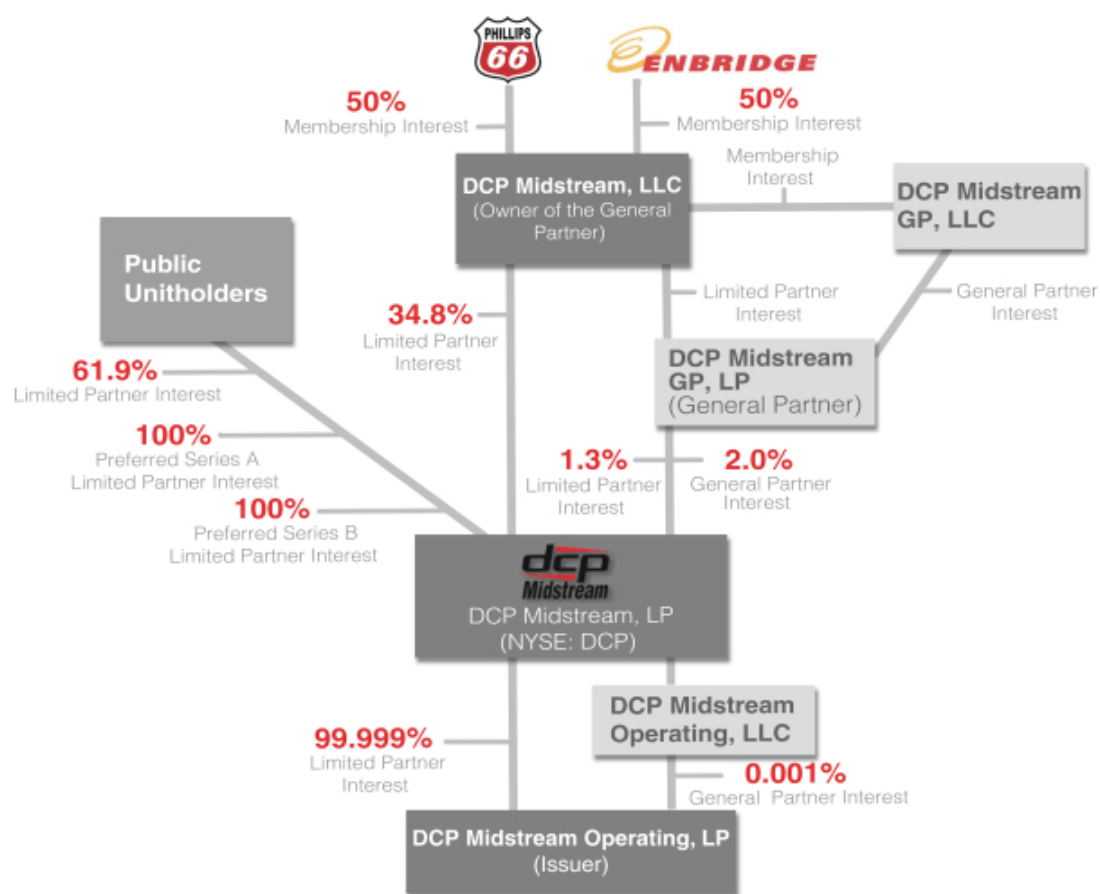 PHILLIPS
66
ENBRIDGE
50%
Membership Interest
50%
Membership Interest
Membership
Interest
DCP Midstream, LLC
(Owner of the General
Partner)
DCP Midstream
GP, LLC
Public
Unitholders
34.8%
Limited Partner
Interest
Limited Partner
Interest
General Partner
Interest
DCP Midstream
GP, LP
(General Partner)
61.9%
Limited Partner Interest
100%
Preferred Series A
Limited Partner Interest
100%
Preferred Series B
Limited Partner Interest
1.3%
Limited Partner
Interest
2.0%
General Partner
Interest
dcp
Midstream
DCP Midstream, LP
(NYSE: DCP)
DCP Midstream
Operating, LLC
99.999%
Limited Partner
Interest
0.001%
General Partner Interest
DCP Midstream Operating, LP
(Issuer)